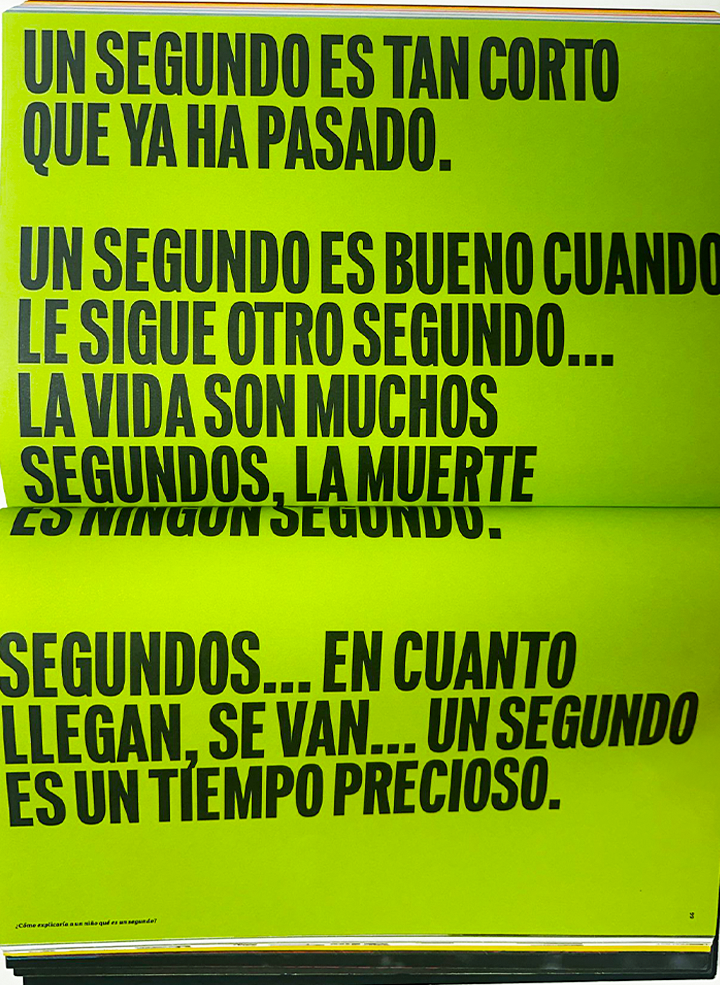 UN SEGUNDO ES TAN CORTO
QUE YA HA PASADO.
UN SEGUNDO ES BUENO CUANDO
LE SIGUE OTRO SEGUNDO...
LA VIDA SON MUCHOS
SEGUNDOS, LA MUERTE
ES NINGÚN SEGUNDO.
SEGUNDOS... EN CUANTO
LLEGAN, SE VAN... UN SEGUNDO
ES UN TIEMPO PRECIOSO.
¿Cómo explicaría a un niño qué es un segundo?